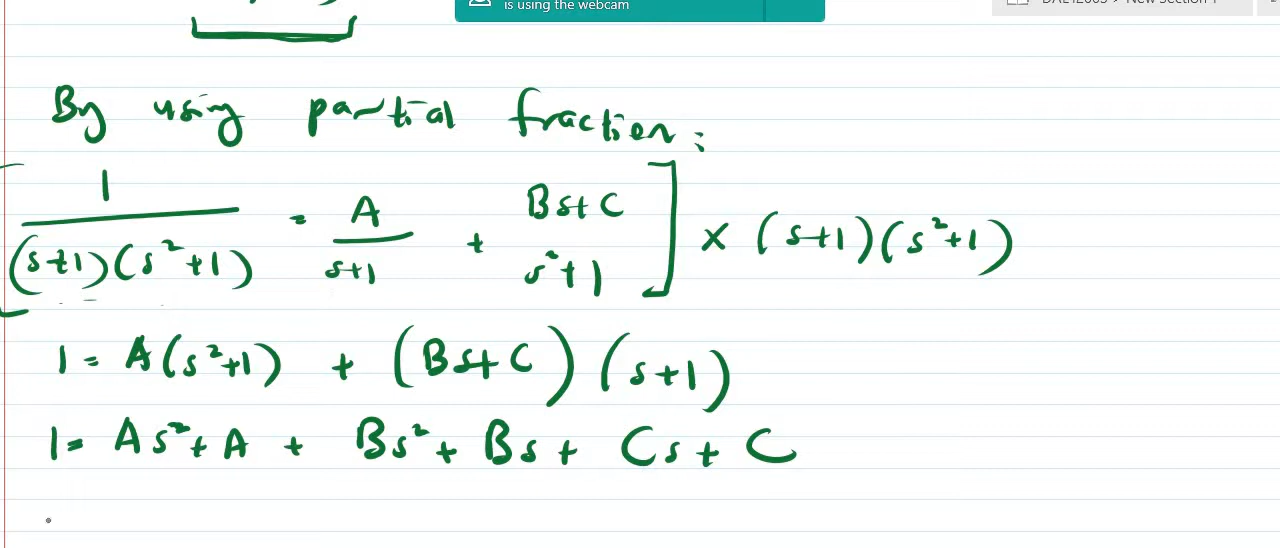 is using the webcam
By using partial fraction:
[1/((s+1)(s²+1)) = A/(s+1) + (Bs+C)/(s²+1)] × (s+1)(s²+1)
1 = A(s²+1) + (Bs+C)(s+1)
1 = As² + A + Bs² + Bs + Cs + C